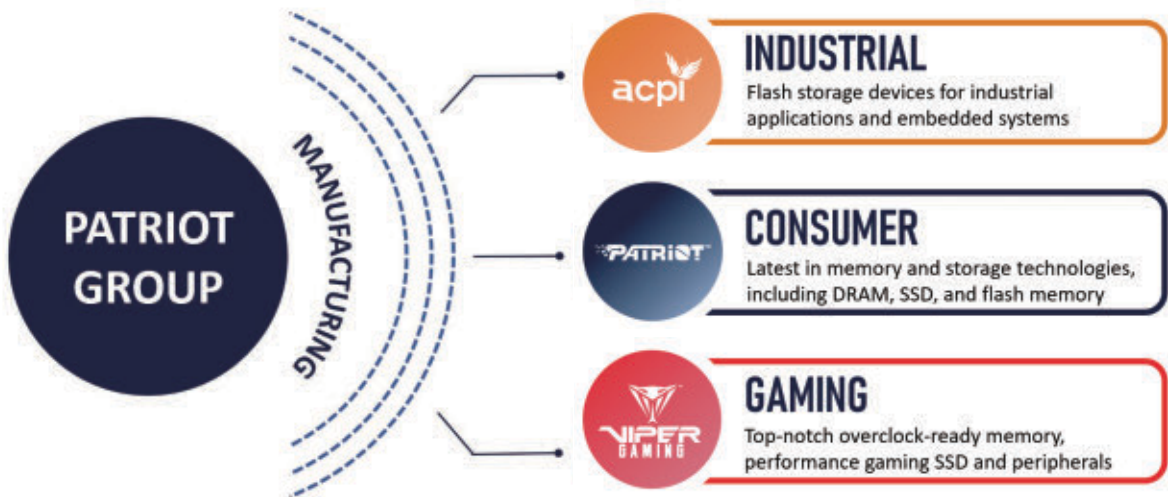 PATRIOT
GROUP
MANUFACTURING
acpi
INDUSTRIAL
Flash storage devices for industrial
applications and embedded systems
PATRiOT
CONSUMER
Latest in memory and storage technologies,
including DRAM, SSD, and flash memory
VIPER
GAMING
GAMING
Top-notch overclock-ready memory,
performance gaming SSD and peripherals